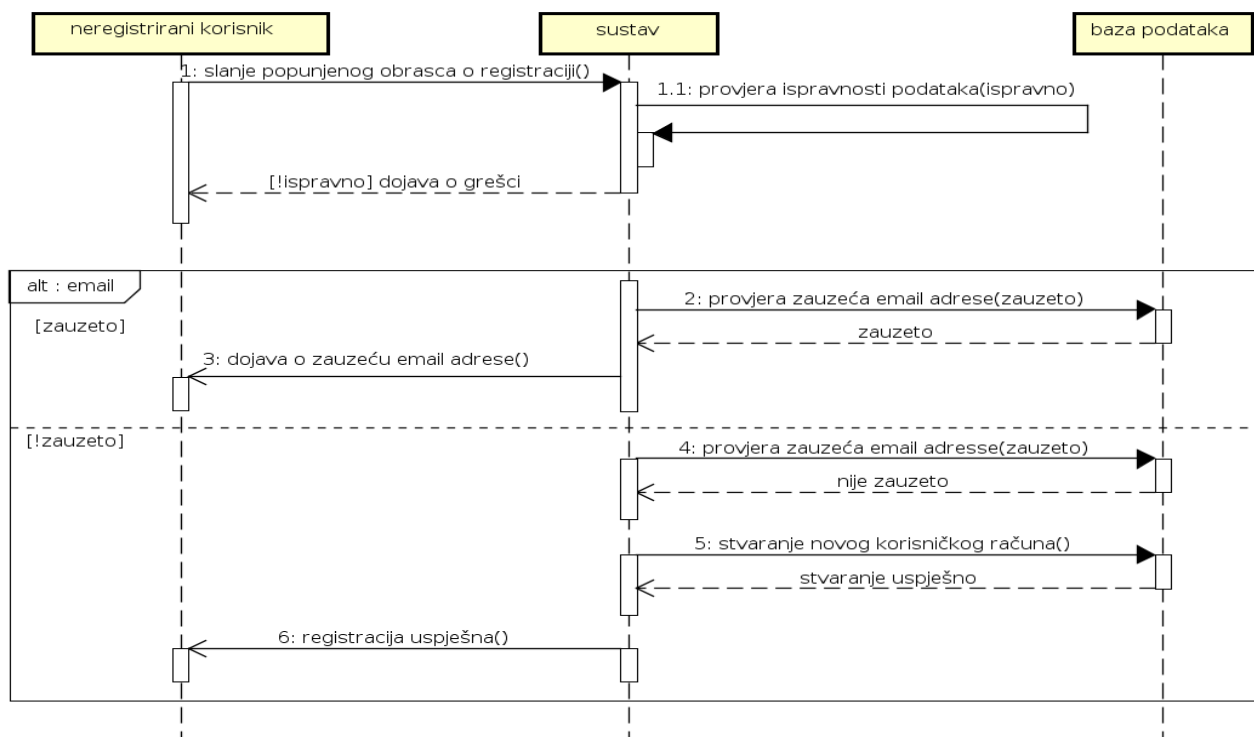 neregistrirani korisnik
sustav
baza podataka
1: slanje popunjenog obrasca o registraciji()
1.1: provjera ispravnosti podataka(ispravno)
[!ispravno] dojava o grešci
alt : email
2: provjera zauzeća email adrese(zauzeto)
[zauzeto]
zauzeto
3: dojava o zauzeću email adrese()
[!zauzeto]
4: provjera zauzeća email adresse(zauzeto)
nije zauzeto
5: stvaranje novog korisničkog računa()
stvaranje uspješno
6: registracija uspješna()